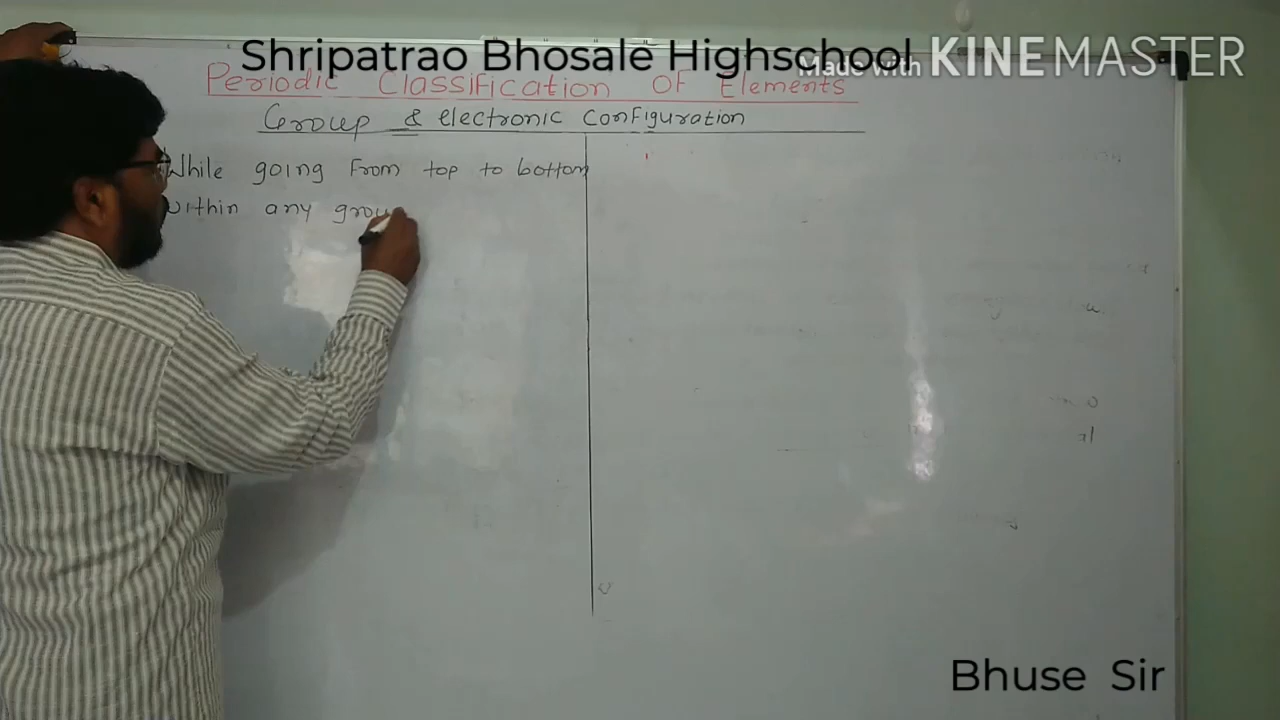 Shripatrao Bhosale Highschool
Made with KINEMASTER
Periodic Classification Of Elements
Group & electronic configuration
While going from top to bottom
within any grou
Bhuse Sir